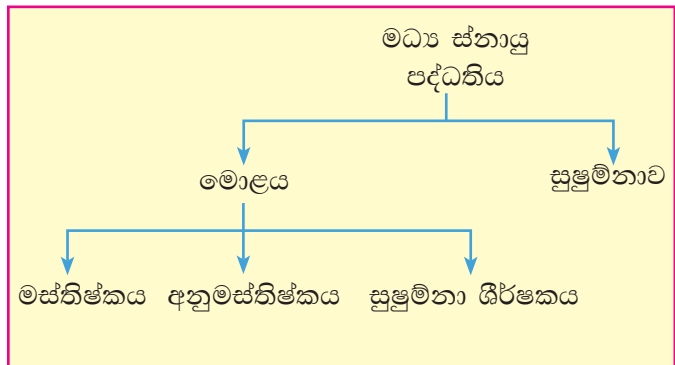 මධ්‍ය ස්නායු
පද්ධතිය
මොළය
සුෂුම්නාව
මස්තිෂ්කය අනුමස්තිෂ්කය සුෂුම්නා ශීර්ෂකය